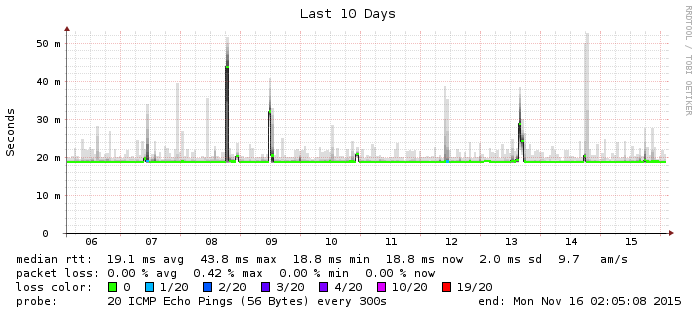 Last 10 Days
RRDTOOL / TOBI OETIKER
Seconds
50 m
40 m
30 m
20 m
10 m
0
06 07 08 09 10 11 12 13 14 15
median rtt: 19.1 ms avg 43.8 ms max 18.8 ms min 18.8 ms now 2.0 ms sd 9.7 am/s
packet loss: 0.00 % avg 0.42 % max 0.00 % min 0.00 % now
loss color: 0 1/20 2/20 3/20 4/20 10/20 19/20
probe: 20 ICMP Echo Pings (56 Bytes) every 300s end: Mon Nov 16 02:05:08 2015